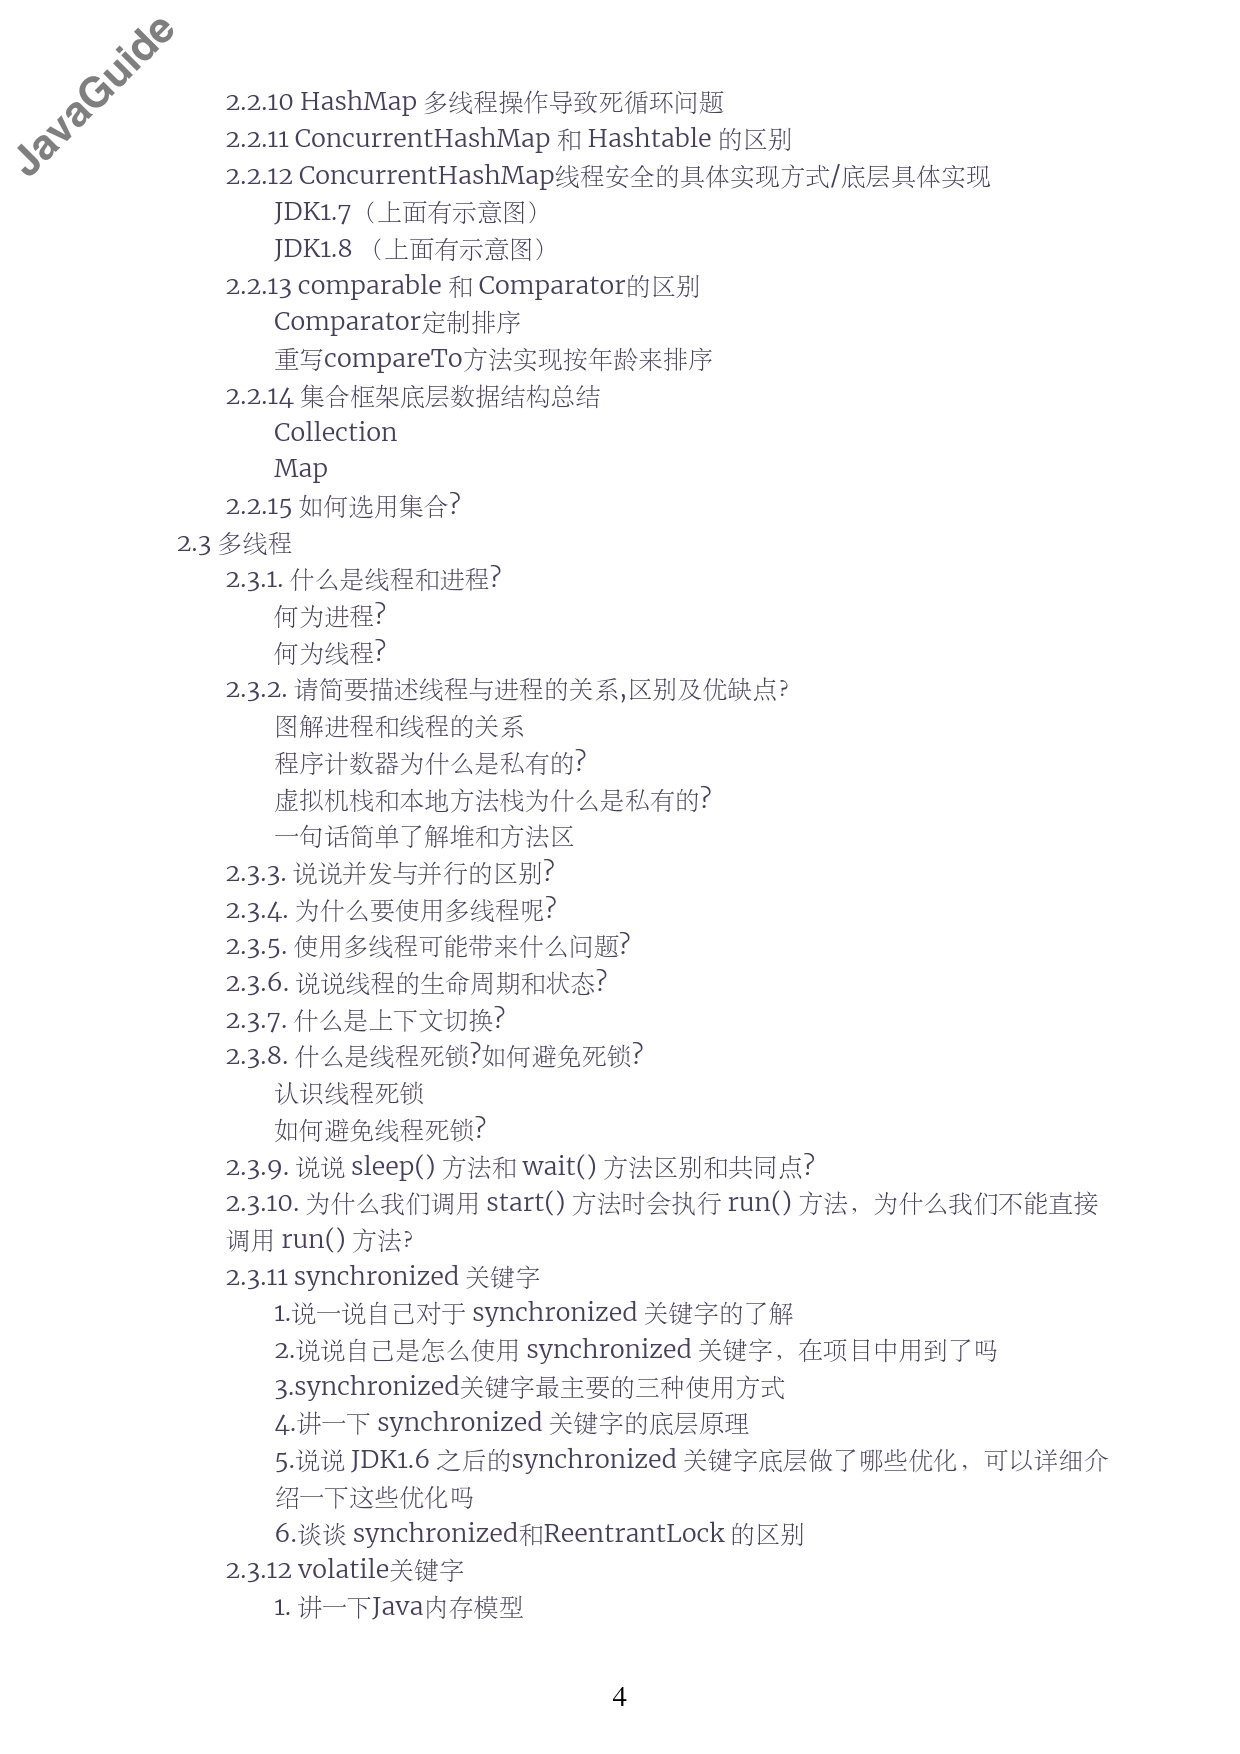 JavaGuide
2.2.10 HashMap 多线程操作导致死循环问题
2.2.11 ConcurrentHashMap 和 Hashtable 的区别
2.2.12 ConcurrentHashMap线程安全的具体实现方式/底层具体实现
JDK1.7（上面有示意图）
JDK1.8 （上面有示意图）
2.2.13 comparable 和 Comparator的区别
Comparator定制排序
重写compareTo方法实现按年龄来排序
2.2.14 集合框架底层数据结构总结
Collection
Map
2.2.15 如何选用集合?
2.3 多线程
2.3.1. 什么是线程和进程?
何为进程?
何为线程?
2.3.2. 请简要描述线程与进程的关系,区别及优缺点？
图解进程和线程的关系
程序计数器为什么是私有的?
虚拟机栈和本地方法栈为什么是私有的?
一句话简单了解堆和方法区
2.3.3. 说说并发与并行的区别?
2.3.4. 为什么要使用多线程呢?
2.3.5. 使用多线程可能带来什么问题?
2.3.6. 说说线程的生命周期和状态?
2.3.7. 什么是上下文切换?
2.3.8. 什么是线程死锁?如何避免死锁?
认识线程死锁
如何避免线程死锁?
2.3.9. 说说 sleep() 方法和 wait() 方法区别和共同点?
2.3.10. 为什么我们调用 start() 方法时会执行 run() 方法，为什么我们不能直接
调用 run() 方法？
2.3.11 synchronized 关键字
1.说一说自己对于 synchronized 关键字的了解
2.说说自己是怎么使用 synchronized 关键字，在项目中用到了吗
3.synchronized关键字最主要的三种使用方式
4.讲一下 synchronized 关键字的底层原理
5.说说 JDK1.6 之后的synchronized 关键字底层做了哪些优化，可以详细介
绍一下这些优化吗
6.谈谈 synchronized和ReentrantLock 的区别
2.3.12 volatile关键字
1. 讲一下Java内存模型
4